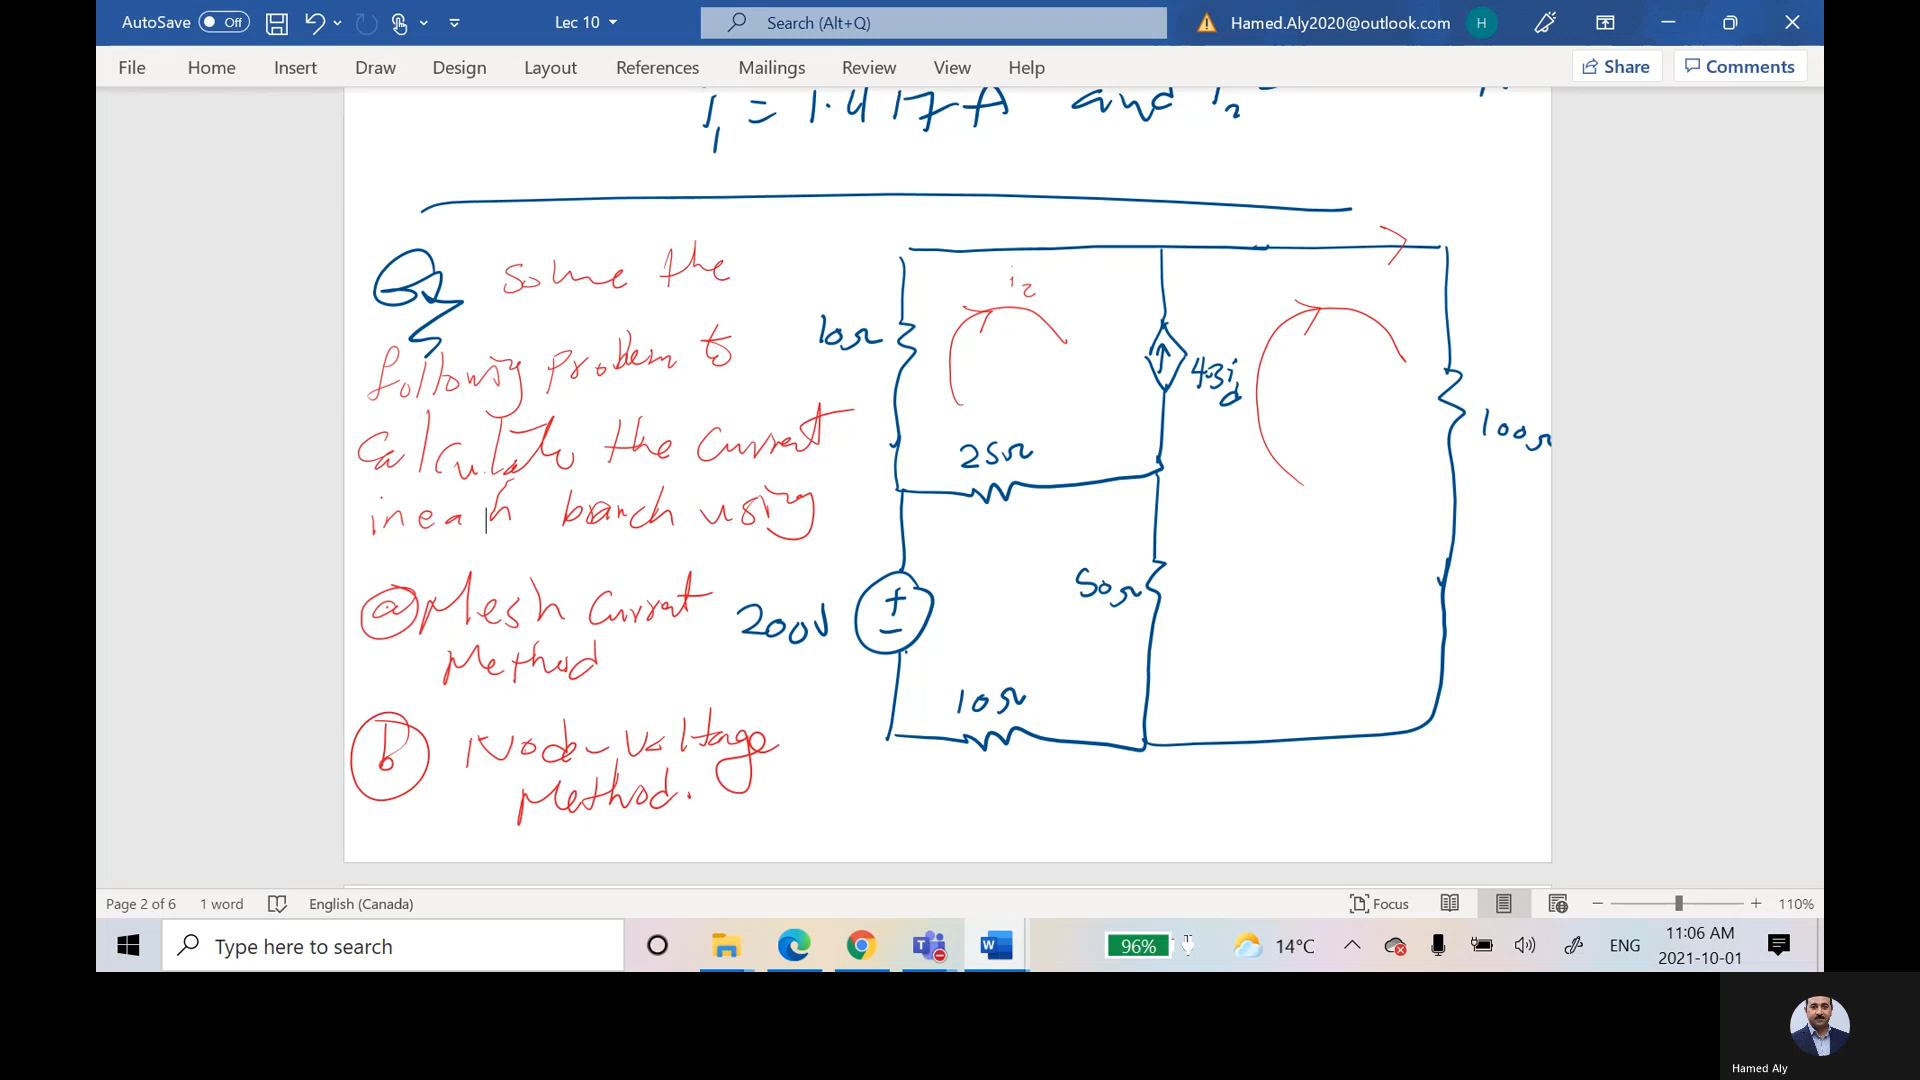 AutoSave Off
Lec 10
Search (Alt+Q)
Hamed.Aly2020@outlook.com
H
File Home Insert Draw Design Layout References Mailings Review View Help
Share
Comments
i1 = 1.417A and i2
Ex solve the
following problem to
Calculate the current
in each branch using
a Mesh Current
Method
b Node-Voltage
Method.
i2
10Ω
43id
25Ω
100Ω
50Ω
200V
+
-
10Ω
Page 2 of 6 1 word English (Canada)
Focus
110%
Type here to search
96%
14°C
ENG
11:06 AM
2021-10-01
Hamed Aly